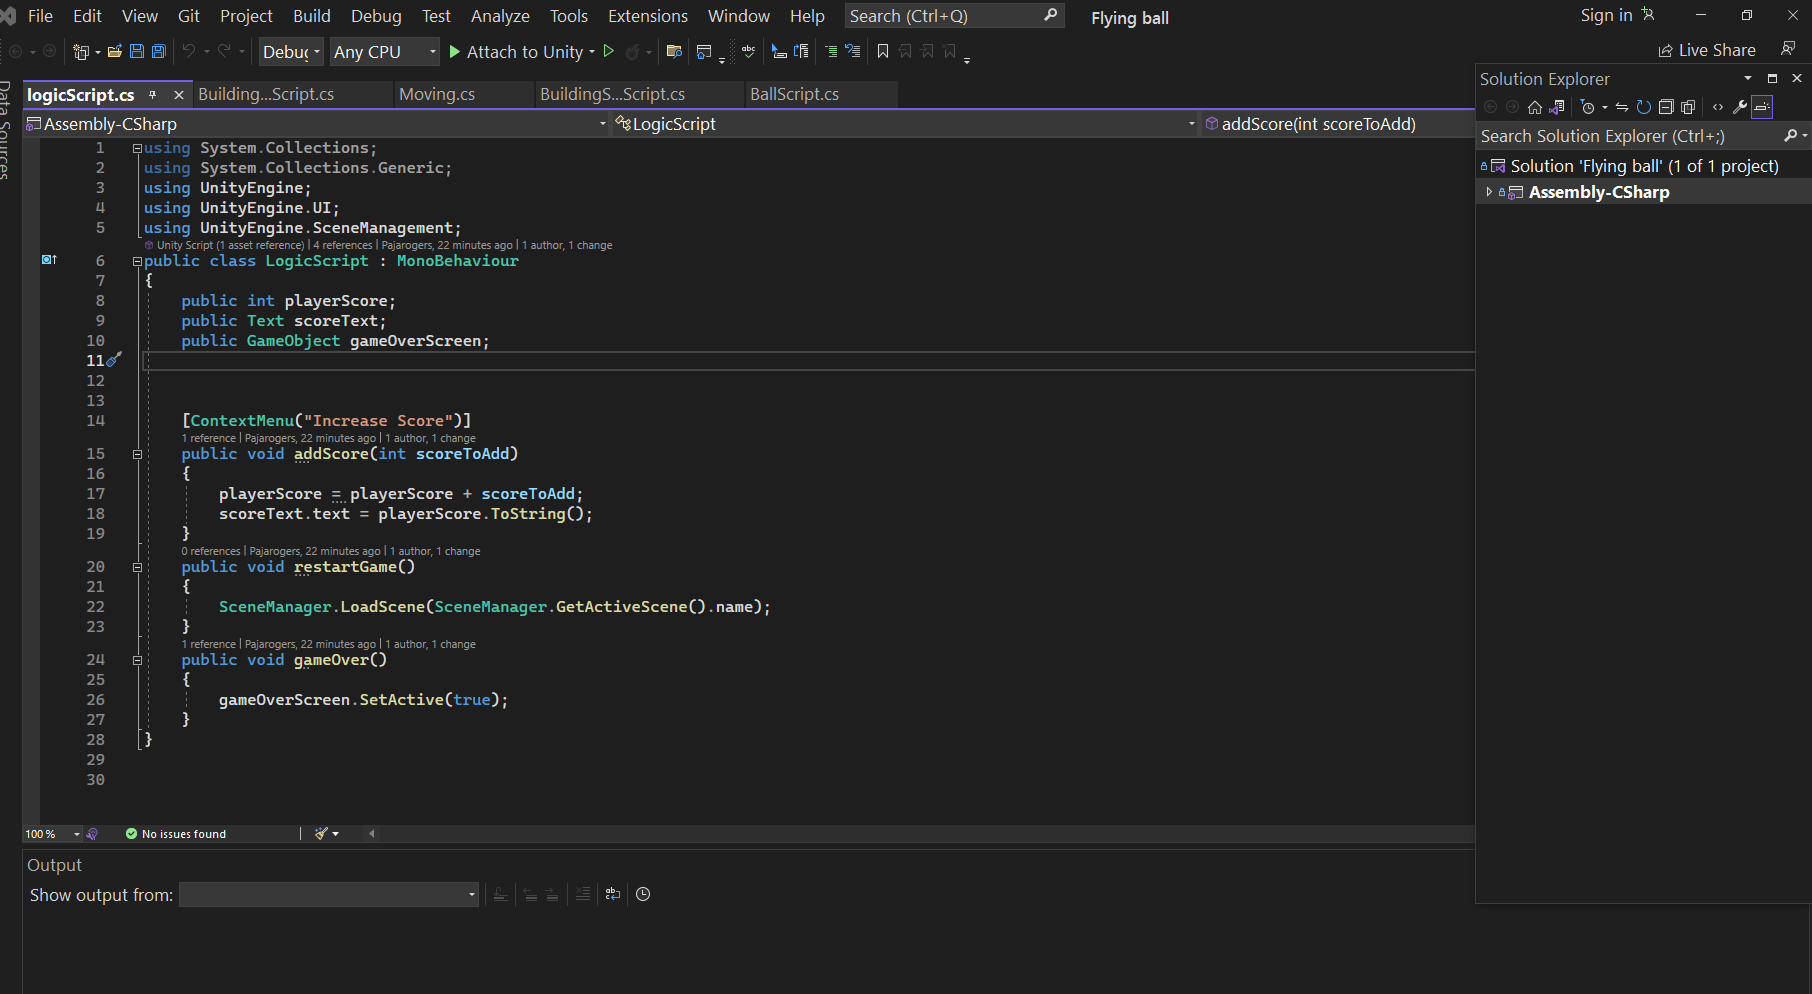 File Edit View Git Project Build Debug Test Analyze Tools Extensions Window Help Search (Ctrl+Q) Flying ball Sign in
Debug Any CPU Attach to Unity Live Share
Data Sources
logicScript.cs Building...Script.cs Moving.cs BuildingS...Script.cs BallScript.cs
Assembly-CSharp LogicScript addScore(int scoreToAdd)
1 using System.Collections;
2 using System.Collections.Generic;
3 using UnityEngine;
4 using UnityEngine.UI;
5 using UnityEngine.SceneManagement;
Unity Script (1 asset reference) | 4 references | Pajarogers, 22 minutes ago | 1 author, 1 change
6 public class LogicScript : MonoBehaviour
7 {
8 public int playerScore;
9 public Text scoreText;
10 public GameObject gameOverScreen;
11
12
13
14 [ContextMenu("Increase Score")]
1 reference | Pajarogers, 22 minutes ago | 1 author, 1 change
15 public void addScore(int scoreToAdd)
16 {
17 playerScore = playerScore + scoreToAdd;
18 scoreText.text = playerScore.ToString();
19 }
0 references | Pajarogers, 22 minutes ago | 1 author, 1 change
20 public void restartGame()
21 {
22 SceneManager.LoadScene(SceneManager.GetActiveScene().name);
23 }
1 reference | Pajarogers, 22 minutes ago | 1 author, 1 change
24 public void gameOver()
25 {
26 gameOverScreen.SetActive(true);
27 }
28 }
29
30
100 % No issues found
Output
Show output from:
Solution Explorer
Search Solution Explorer (Ctrl+;)
Solution 'Flying ball' (1 of 1 project)
Assembly-CSharp